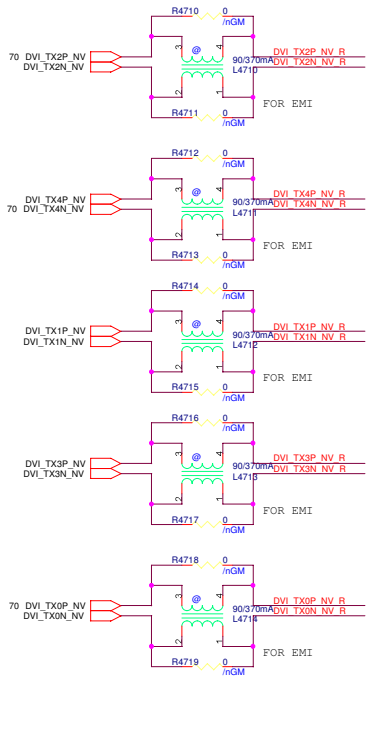 R4710 0
/nGM
3 @ 4
70 DVI_TX2P_NV DVI_TX2P_NV_R
DVI_TX2N_NV 90/370mA DVI_TX2N_NV_R
L4710
2 1
FOR EMI
R4711 0
/nGM
R4712 0
/nGM
3 @ 4
DVI_TX4P_NV DVI_TX4P_NV_R
70 DVI_TX4N_NV 90/370mA DVI_TX4N_NV_R
L4711
2 1
FOR EMI
R4713 0
/nGM
R4714 0
/nGM
3 @ 4
DVI_TX1P_NV DVI_TX1P_NV_R
DVI_TX1N_NV 90/370mA DVI_TX1N_NV_R
L4712
2 1
FOR EMI
R4715 0
/nGM
R4716 0
/nGM
3 @ 4
DVI_TX3P_NV DVI_TX3P_NV_R
DVI_TX3N_NV 90/370mA DVI_TX3N_NV_R
L4713
2 1
R4717 0
/nGM
R4718 0
/nGM
3 @ 4
70 DVI_TX0P_NV DVI_TX0P_NV_R
DVI_TX0N_NV 90/370mA DVI_TX0N_NV_R
L4714
2 1
FOR EMI
R4719 0
/nGM